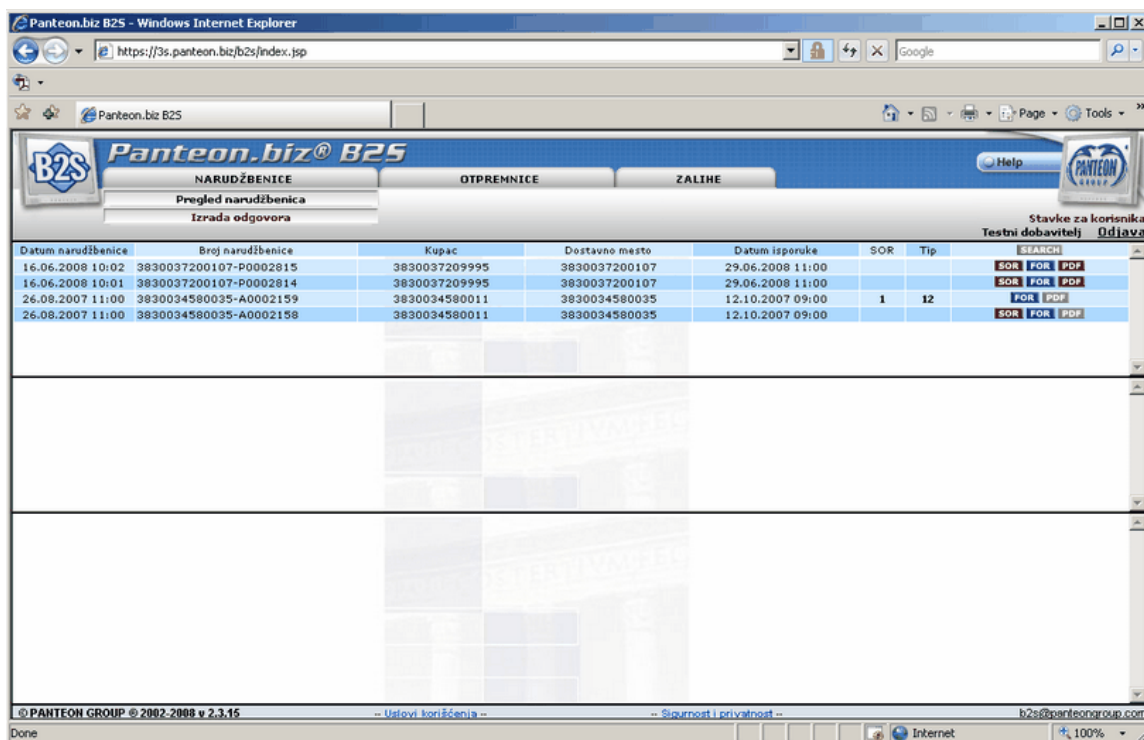 Panteon.biz B2S - Windows Internet Explorer
https://3s.panteon.biz/b2s/index.jsp
Google
Panteon.biz B2S
Page
Tools
B2S
Panteon.biz® B2S
Help
PANTEON
GROUP
NARUDŽBENICE OTPREMNICE ZALIHE
Pregled narudžbenica
Izrada odgovora
Stavke za korisnika
Testni dobavitelj Odjava
Datum narudžbenice Broj narudžbenice Kupac Dostavno mesto Datum isporuke SOR Tip SEARCH
16.06.2008 10:02 3830037200107-P0002815 3830037209995 3830037200107 29.06.2008 11:00 SOR FOR PDF
16.06.2008 10:01 3830037200107-P0002814 3830037209995 3830037200107 29.06.2008 11:00 SOR FOR PDF
26.08.2007 11:00 3830034580035-A0002159 3830034580011 3830034580035 12.10.2007 09:00 1 12 FOR PDF
26.08.2007 11:00 3830034580035-A0002158 3830034580011 3830034580035 12.10.2007 09:00 SOR FOR PDF
© PANTEON GROUP ® 2002-2008 v 2.3.15 -- Uslovi korišćenja -- -- Sigurnost i privatnost -- b2s@panteongroup.com
Done Internet 100%